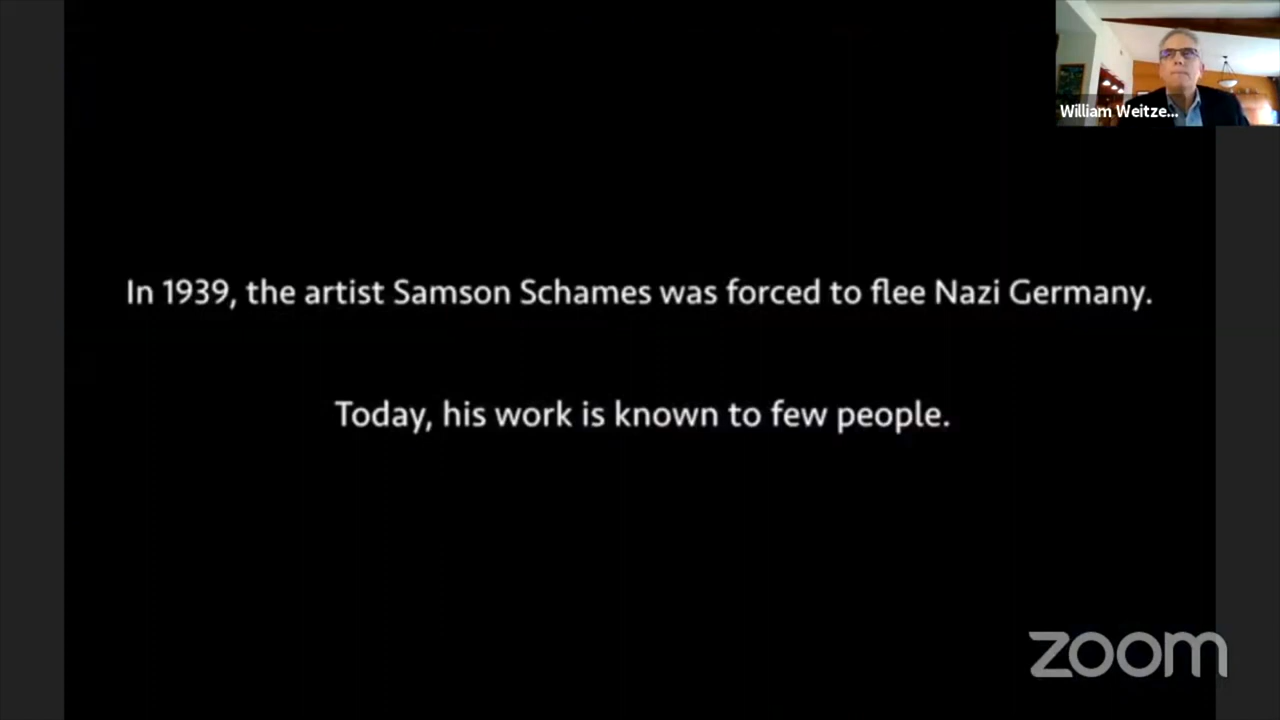 William Weitze...
In 1939, the artist Samson Schames was forced to flee Nazi Germany.
Today, his work is known to few people.
zoom